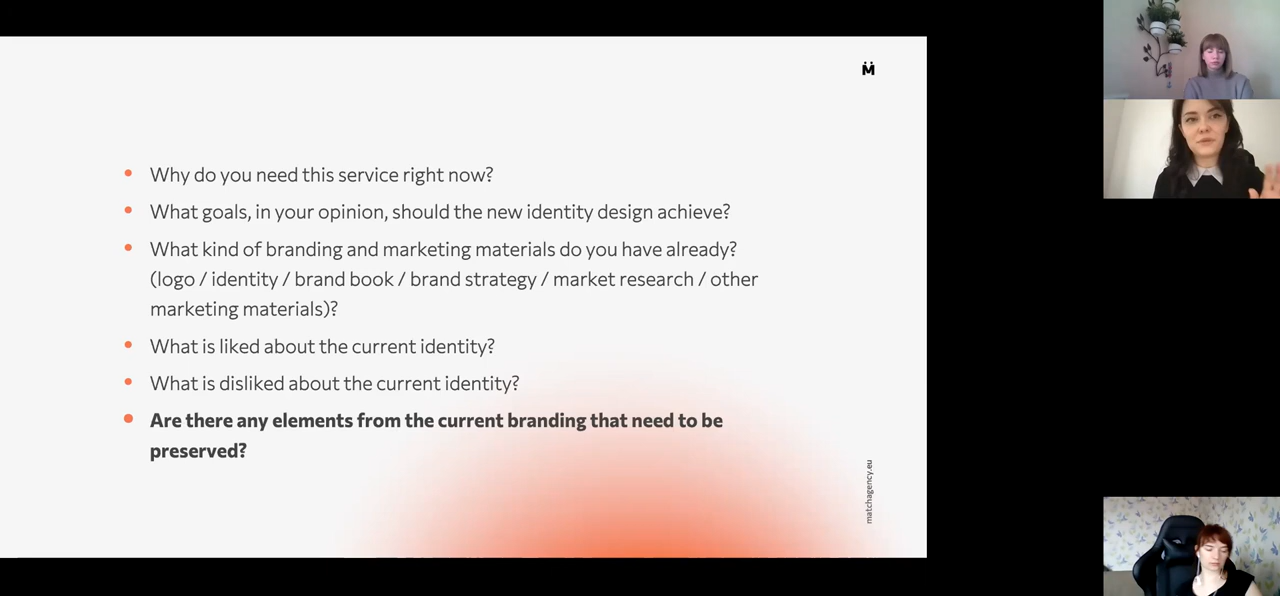 M̈
Why do you need this service right now?
What goals, in your opinion, should the new identity design achieve?
What kind of branding and marketing materials do you have already?
(logo / identity / brand book / brand strategy / market research / other
marketing materials)?
What is liked about the current identity?
What is disliked about the current identity?
Are there any elements from the current branding that need to be
preserved?
matchagency.eu